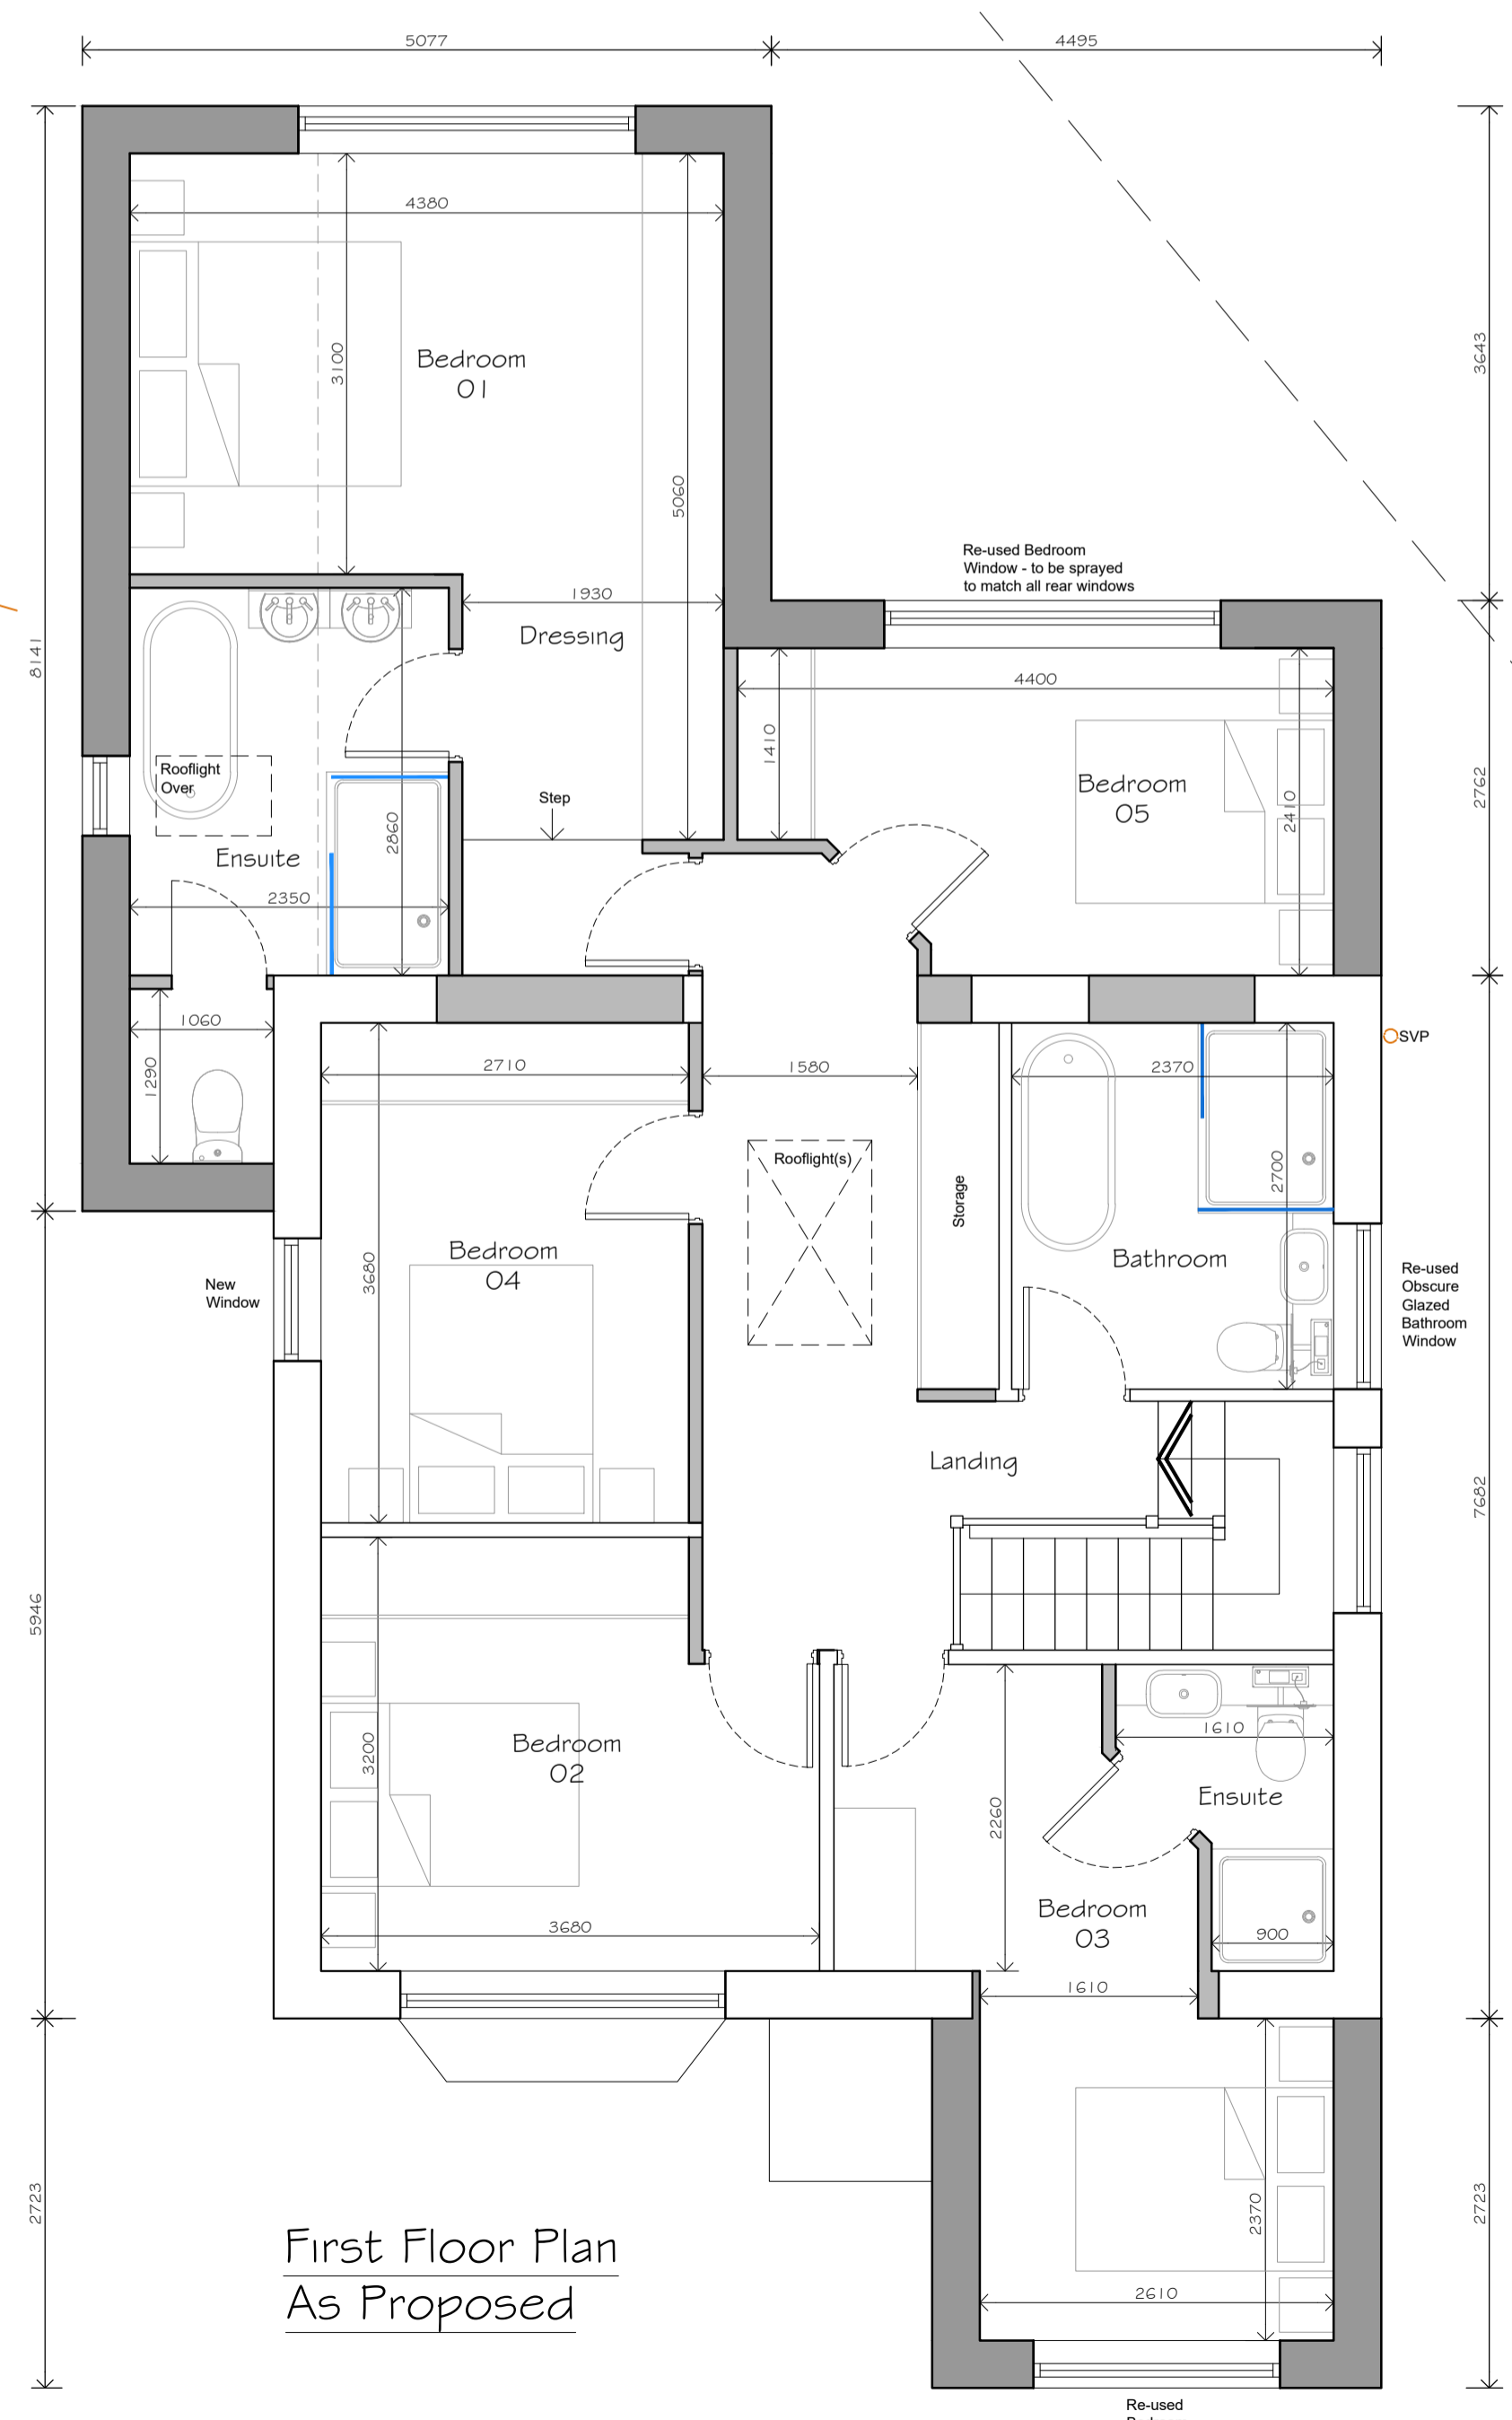 5077
4495
4380
3100
Bedroom
01
5060
3643
8141
Re-used Bedroom
Window - to be sprayed
to match all rear windows
1930
Dressing
4400
1410
Bedroom
05
2410
2762
Rooflight
Over
Step
2860
Ensuite
2350
1060
1290
2710
1580
2370
SVP
Rooflight(s)
Storage
2700
Bedroom
04
3680
Bathroom
New
Window
Re-used
Obscure
Glazed
Bathroom
Window
Landing
7682
5946
1610
Bedroom
02
3200
Ensuite
2260
Bedroom
03
3680
900
1610
2723
2370
2723
2610
First Floor Plan
As Proposed
Re-used